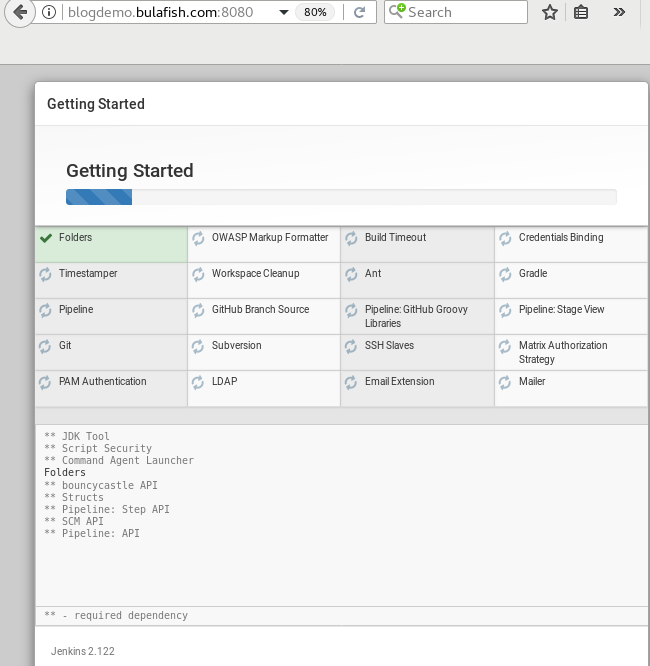 blogdemo.bulafish.com:8080 80% Search
Getting Started
Getting Started
Folders OWASP Markup Formatter Build Timeout Credentials Binding
Timestamper Workspace Cleanup Ant Gradle
Pipeline GitHub Branch Source Pipeline: GitHub Groovy Pipeline: Stage View
Libraries
Git Subversion SSH Slaves Matrix Authorization
Strategy
PAM Authentication LDAP Email Extension Mailer
** JDK Tool
** Script Security
** Command Agent Launcher
Folders
** bouncycastle API
** Structs
** Pipeline: Step API
** SCM API
** Pipeline: API
** - required dependency
Jenkins 2.122